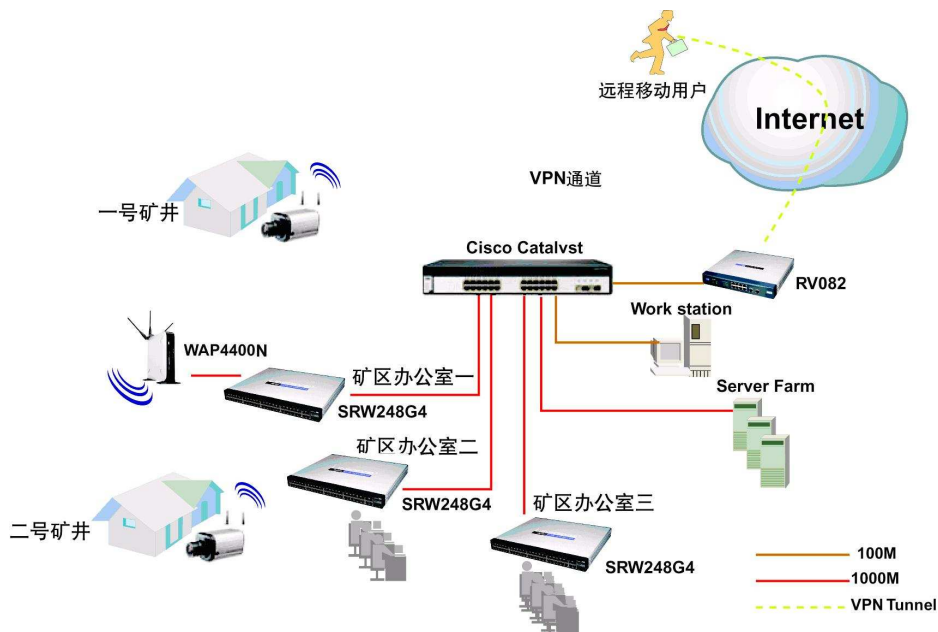 远程移动用户
Internet
VPN通道
一号矿井
Cisco Catalvst
RV082
Work station
WAP4400N
矿区办公室一
SRW248G4
Server Farm
矿区办公室二
SRW248G4
矿区办公室三
二号矿井
SRW248G4
100M
1000M
VPN Tunnel